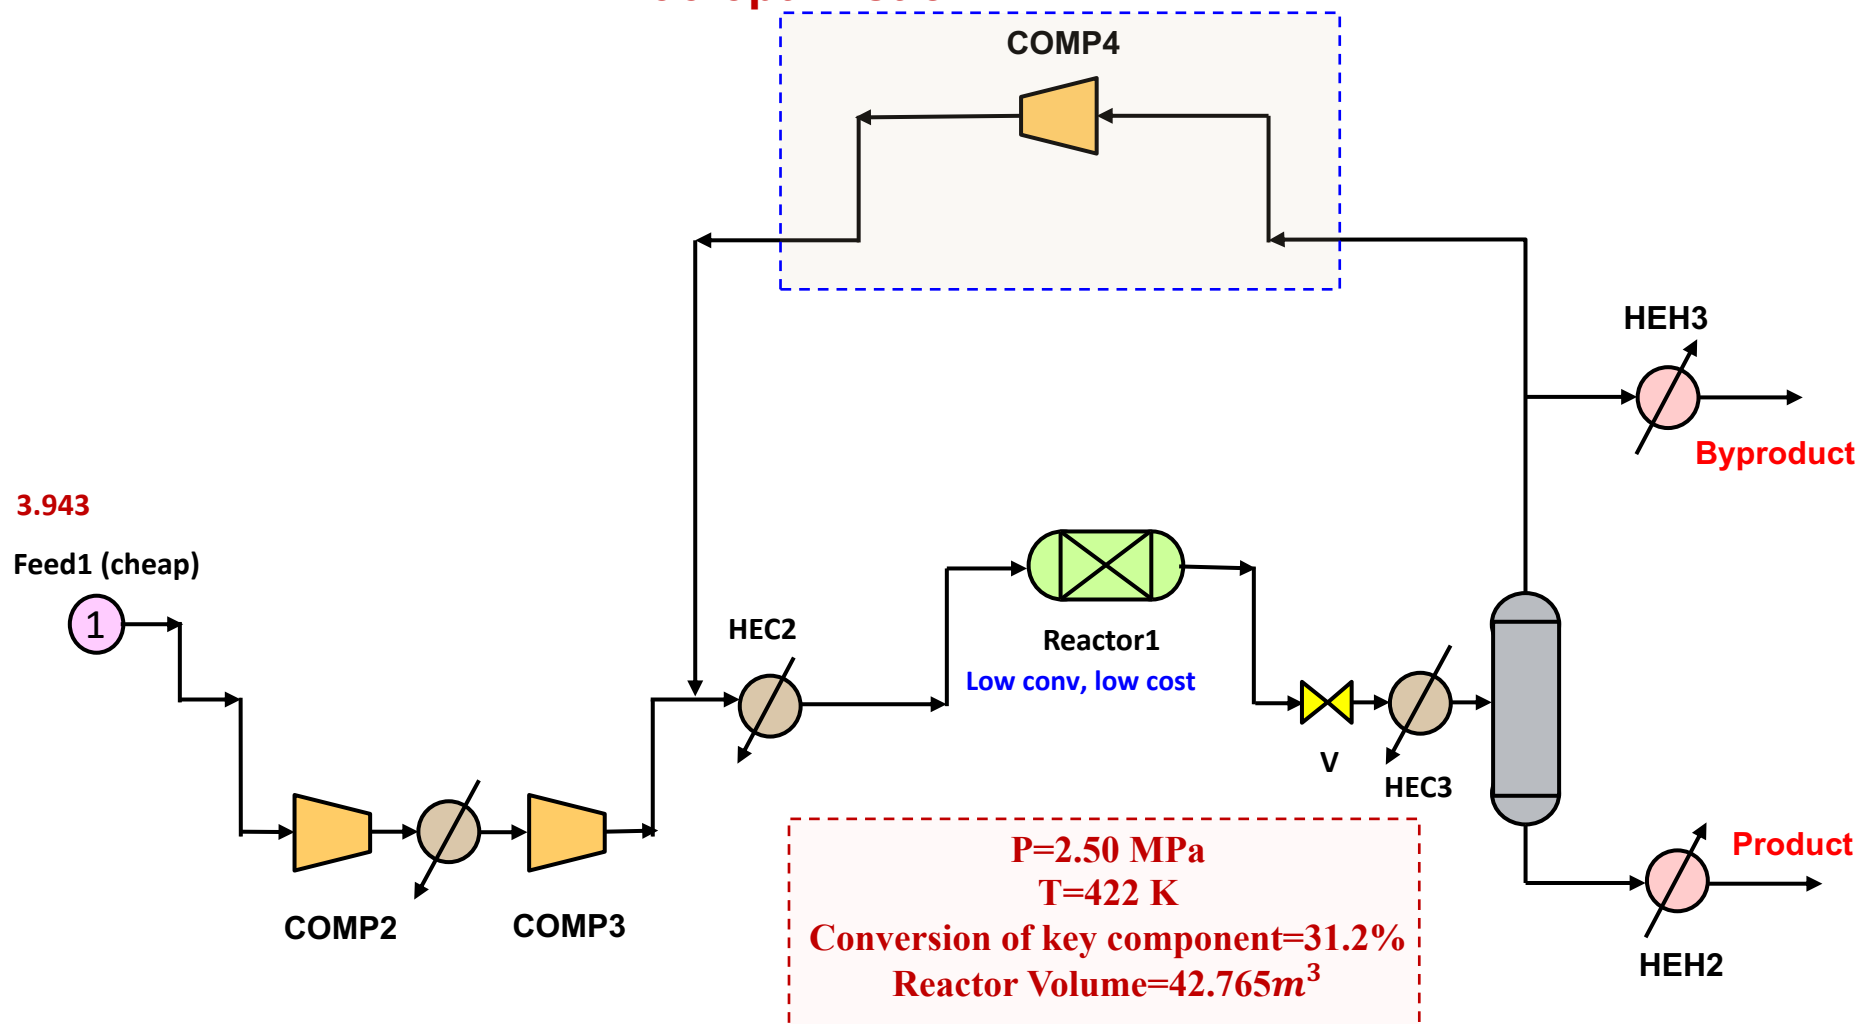 COMP4
HEH3
Byproduct
3.943
Feed1 (cheap)
1
HEC2
Reactor1
Low conv, low cost
V
HEC3
Product
COMP2
COMP3
HEH2
P=2.50 MPa
T=422 K
Conversion of key component=31.2%
Reactor Volume=42.765m³